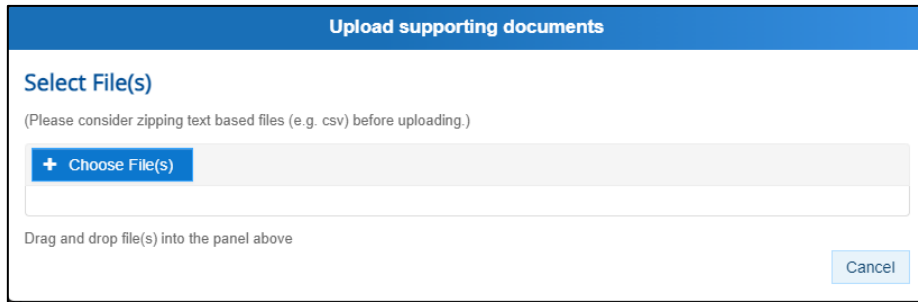 Upload supporting documents
Select File(s)
(Please consider zipping text based files (e.g. csv) before uploading.)
+ Choose File(s)
Drag and drop file(s) into the panel above
Cancel